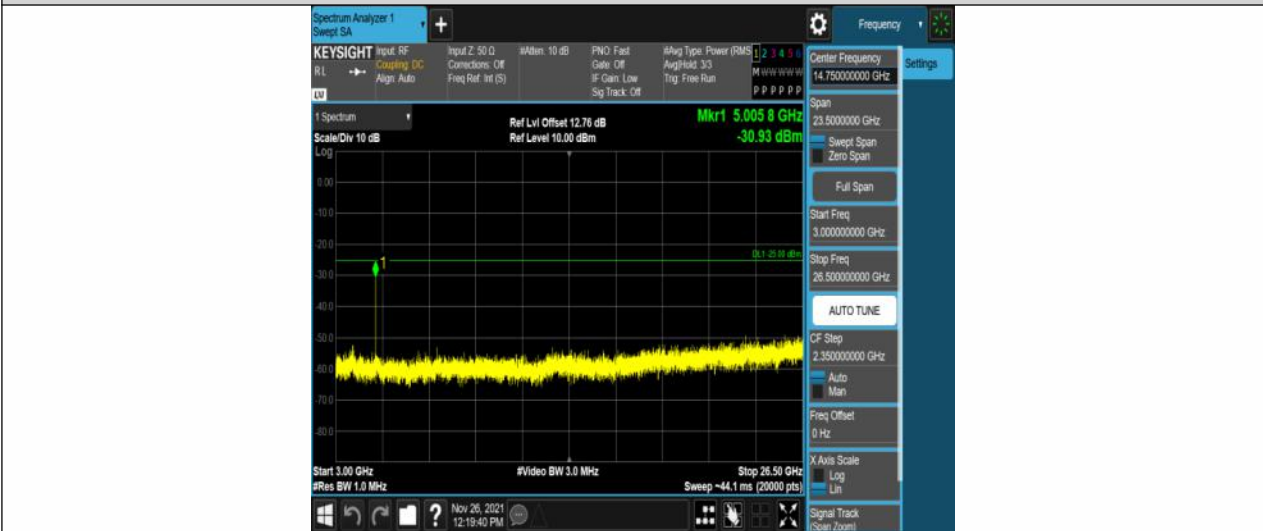 Spectrum Analyzer 1
Swept SA
+
Frequency
KEYSIGHT
Input: RF
Coupling: DC
Align: Auto
RL
LW
Input Z: 50 Ω
Corrections: Off
Freq Ref: Int (S)
#Atten: 10 dB
PNO: Fast
Gate: Off
IF Gain: Low
Sig Track: Off
#Avg Type: Power (RMS
Avg|Hold: 3/3
Trig: Free Run
1 2 3 4 5 6
M W W W W W
P P P P P P
1 Spectrum
Scale/Div 10 dB
Log
Ref Lvl Offset 12.76 dB
Ref Level 10.00 dBm
Mkr1 5.005 8 GHz
-30.93 dBm
0.00
-10.0
-20.0
-30.0
-40.0
-50.0
-60.0
-70.0
-80.0
DL1 -25.00 dBm
1
Start 3.00 GHz
#Res BW 1.0 MHz
#Video BW 3.0 MHz
Stop 26.50 GHz
Sweep ~44.1 ms (20000 pts)
Center Frequency
14.750000000 GHz
Settings
Span
23.5000000 GHz
Swept Span
Zero Span
Full Span
Start Freq
3.000000000 GHz
Stop Freq
26.500000000 GHz
AUTO TUNE
CF Step
2.350000000 GHz
Auto
Man
Freq Offset
0 Hz
X Axis Scale
Log
Lin
Signal Track
(Span Zoom)
?
Nov 26, 2021
12:19:40 PM